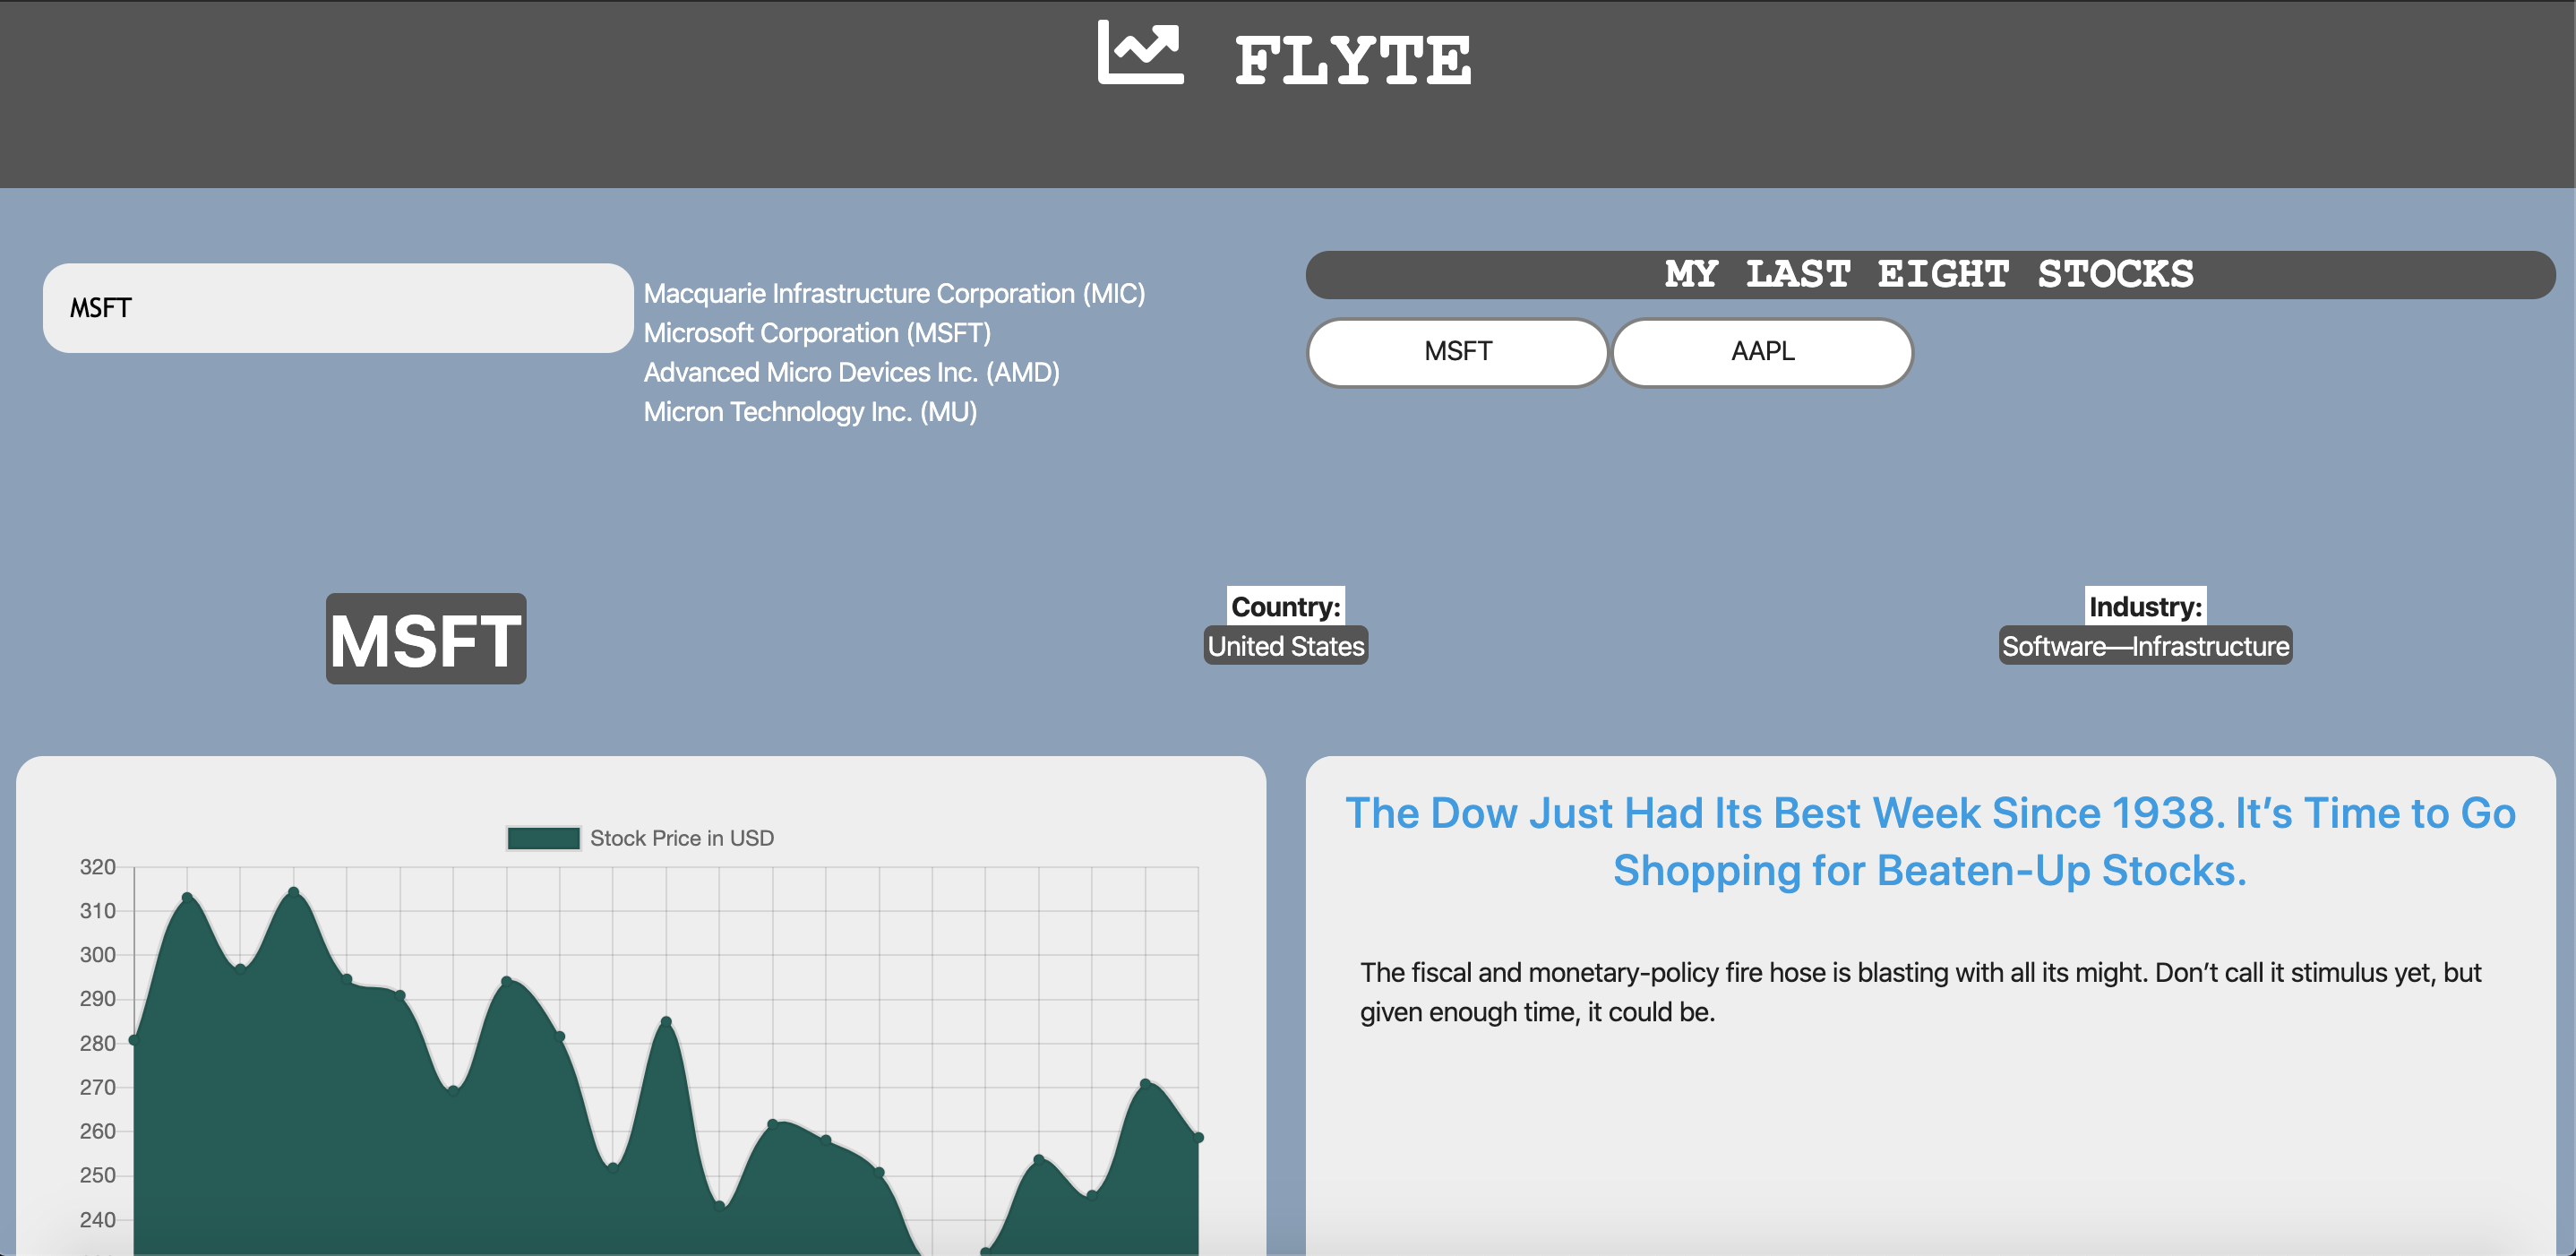 FLYTE
MSFT
Macquarie Infrastructure Corporation (MIC)
Microsoft Corporation (MSFT)
Advanced Micro Devices Inc. (AMD)
Micron Technology Inc. (MU)
MY LAST EIGHT STOCKS
MSFT
AAPL
MSFT
Country:
United States
Industry:
Software—Infrastructure
Stock Price in USD
320
310
300
290
280
270
260
250
240
The Dow Just Had Its Best Week Since 1938. It’s Time to Go
Shopping for Beaten-Up Stocks.
The fiscal and monetary-policy fire hose is blasting with all its might. Don’t call it stimulus yet, but
given enough time, it could be.